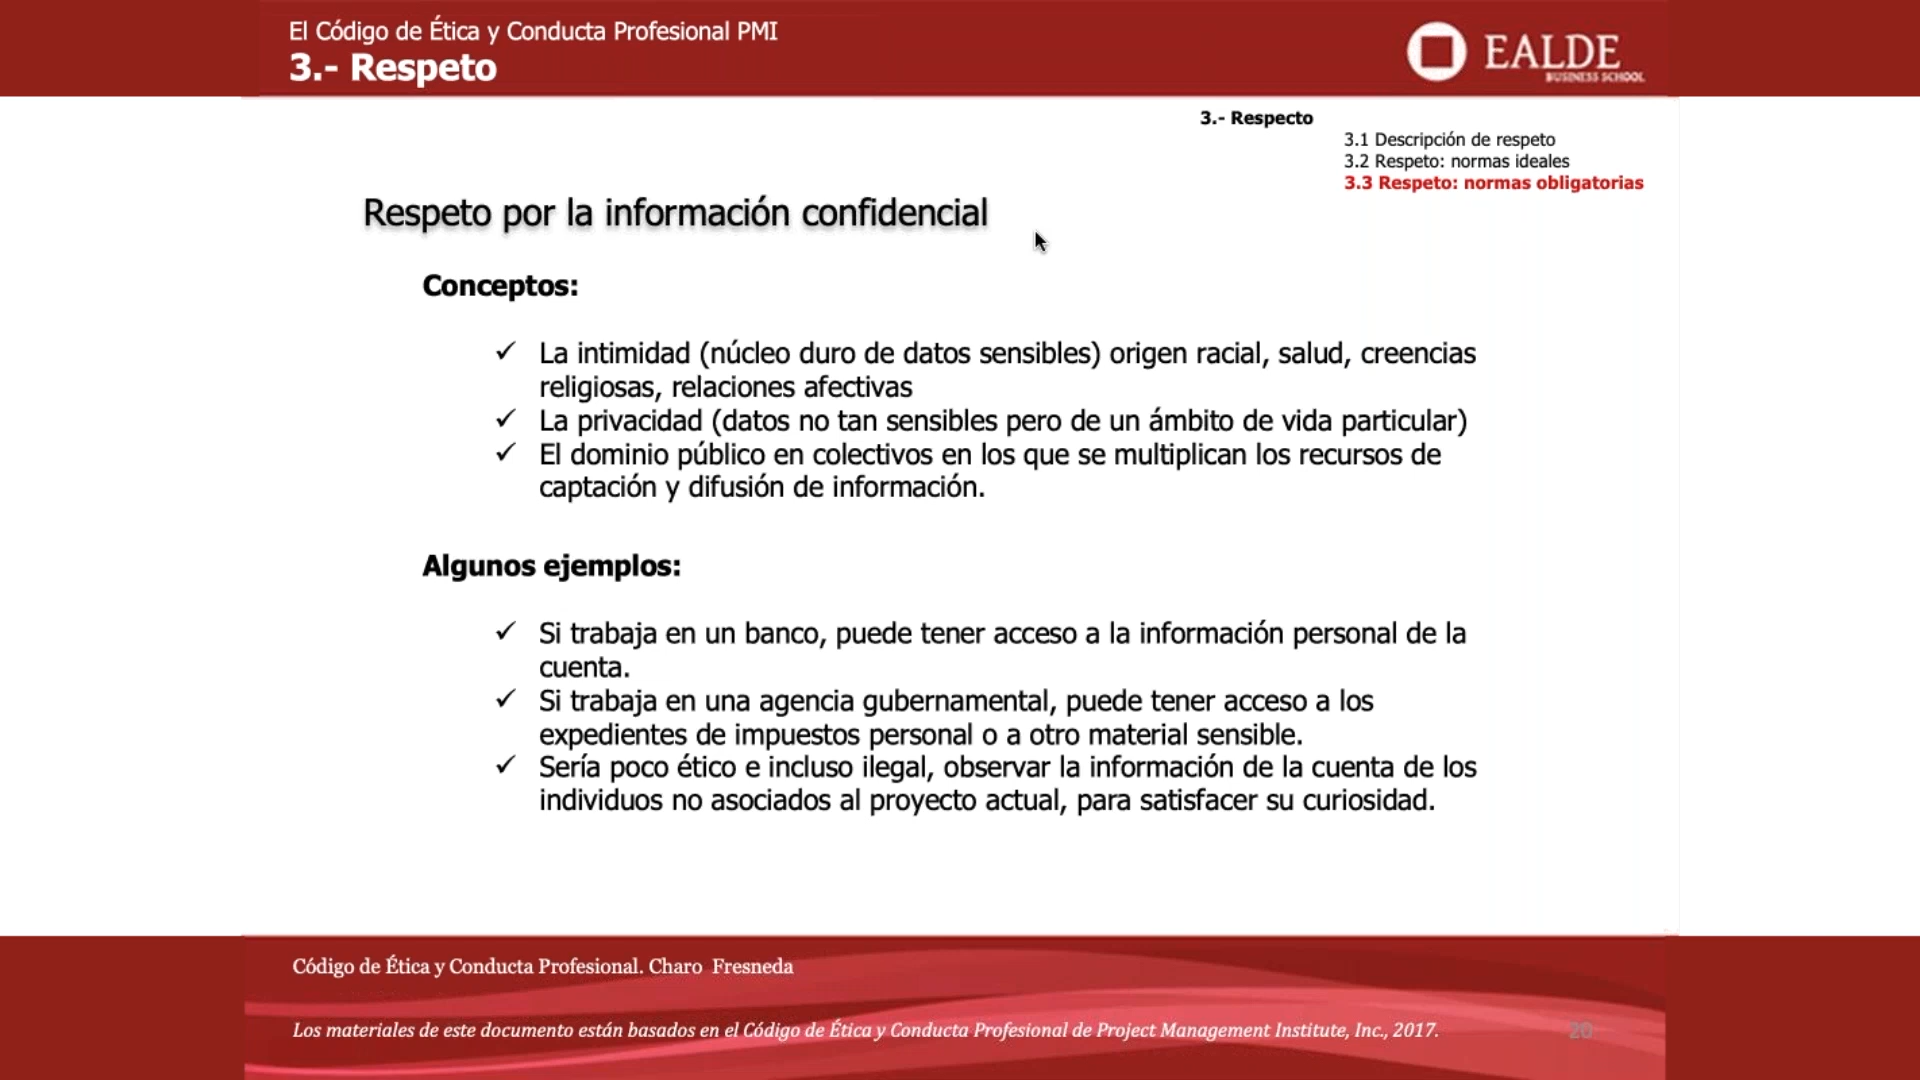 El Código de Ética y Conducta Profesional PMI
3.- Respeto
EALDE
BUSINESS SCHOOL
3.- Respecto
3.1 Descripción de respeto
3.2 Respeto: normas ideales
3.3 Respeto: normas obligatorias
Respeto por la información confidencial
Conceptos:
✓ La intimidad (núcleo duro de datos sensibles) origen racial, salud, creencias
religiosas, relaciones afectivas
✓ La privacidad (datos no tan sensibles pero de un ámbito de vida particular)
✓ El dominio público en colectivos en los que se multiplican los recursos de
captación y difusión de información.
Algunos ejemplos:
✓ Si trabaja en un banco, puede tener acceso a la información personal de la
cuenta.
✓ Si trabaja en una agencia gubernamental, puede tener acceso a los
expedientes de impuestos personal o a otro material sensible.
✓ Sería poco ético e incluso ilegal, observar la información de la cuenta de los
individuos no asociados al proyecto actual, para satisfacer su curiosidad.
Código de Ética y Conducta Profesional. Charo Fresneda
Los materiales de este documento están basados en el Código de Ética y Conducta Profesional de Project Management Institute, Inc., 2017.
20